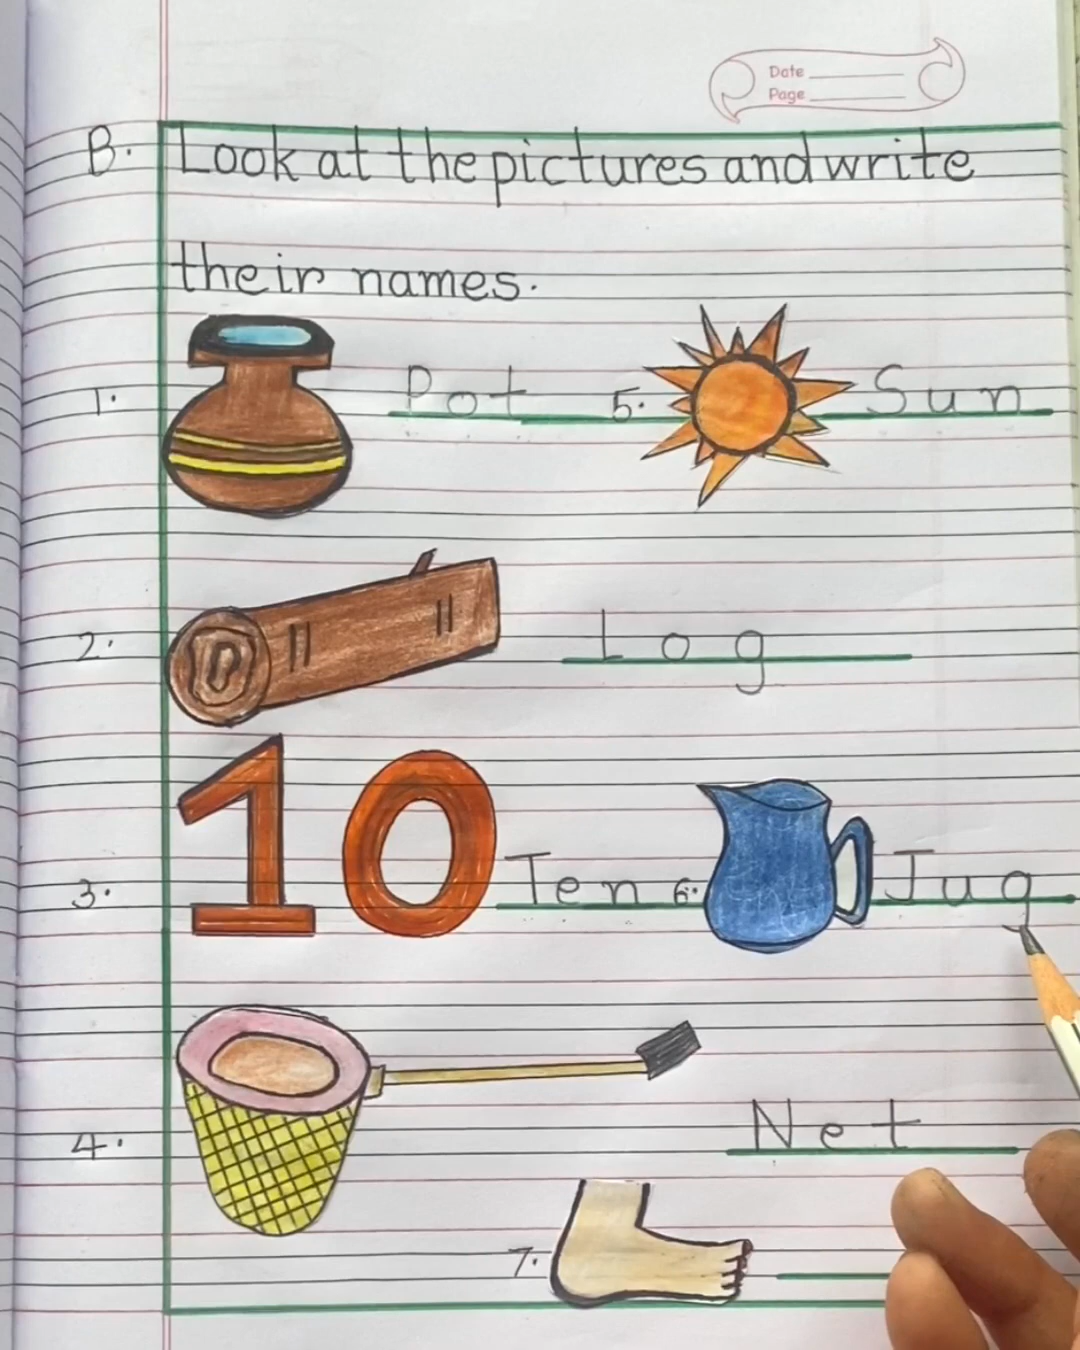 Date
Page
B. Look at the pictures and write
their names.
1. Pot 5. Sun
2. Log
3. 10 Ten 6. Jug
4. Net
7.